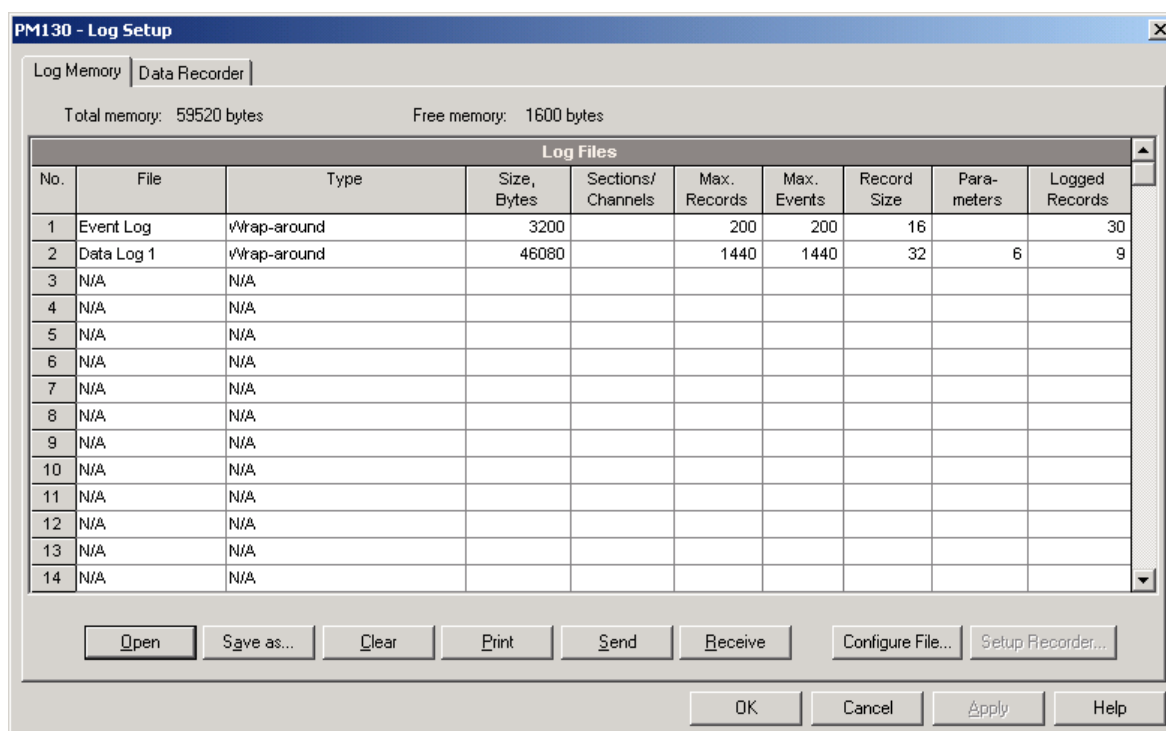 PM130 - Log Setup
Log Memory Data Recorder
Total memory: 59520 bytes Free memory: 1600 bytes
Log Files
No. File Type Size, Bytes Sections/ Channels Max. Records Max. Events Record Size Para- meters Logged Records
1 Event Log Wrap-around 3200 200 200 16 30
2 Data Log 1 Wrap-around 46080 1440 1440 32 6 9
3 N/A N/A
4 N/A N/A
5 N/A N/A
6 N/A N/A
7 N/A N/A
8 N/A N/A
9 N/A N/A
10 N/A N/A
11 N/A N/A
12 N/A N/A
13 N/A N/A
14 N/A N/A
Open Save as... Clear Print Send Receive Configure File... Setup Recorder...
OK Cancel Apply Help